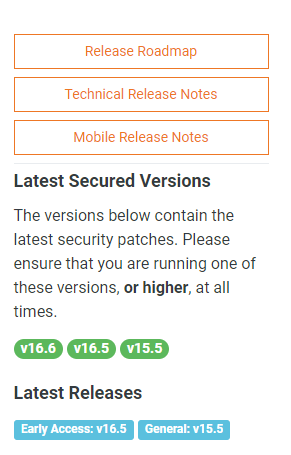 Release Roadmap
Technical Release Notes
Mobile Release Notes
Latest Secured Versions
The versions below contain the
latest security patches. Please
ensure that you are running one of
these versions, or higher, at all
times.
v16.6 v16.5 v15.5
Latest Releases
Early Access: v16.5 General: v15.5